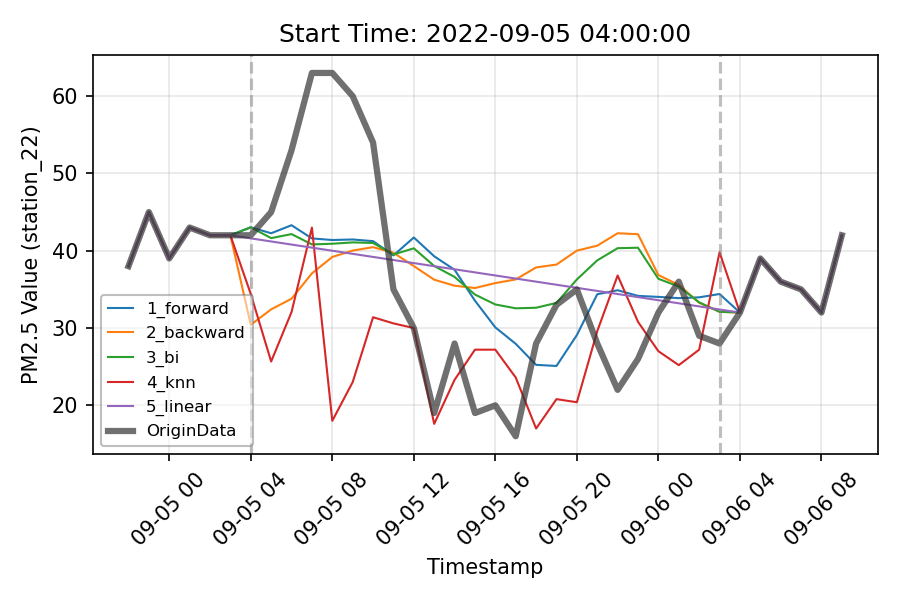 Start Time: 2022-09-05 04:00:00
PM2.5 Value (station_22)
60
50
40
30
20
1_forward
2_backward
3_bi
4_knn
5_linear
OriginData
09-05 00
09-05 04
09-05 08
09-05 12
09-05 16
09-05 20
09-06 00
09-06 04
09-06 08
Timestamp